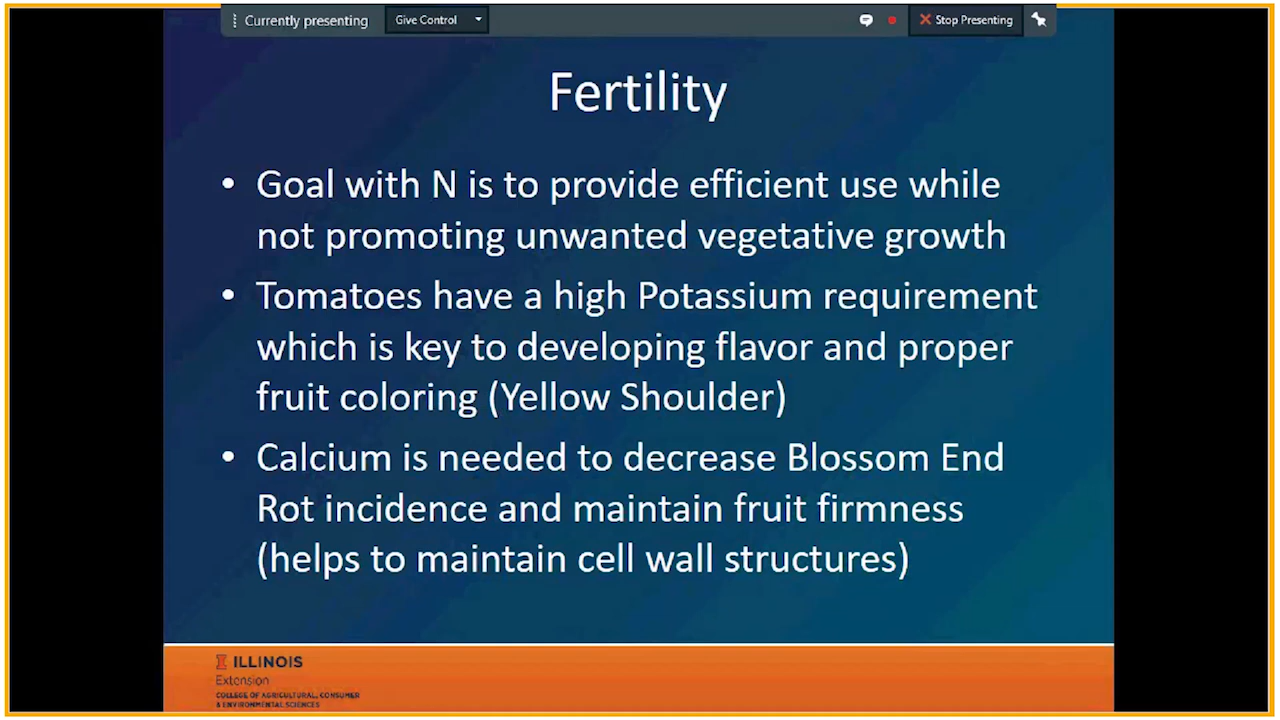 Currently presenting
Give Control
Stop Presenting
Fertility
• Goal with N is to provide efficient use while
not promoting unwanted vegetative growth
• Tomatoes have a high Potassium requirement
which is key to developing flavor and proper
fruit coloring (Yellow Shoulder)
• Calcium is needed to decrease Blossom End
Rot incidence and maintain fruit firmness
(helps to maintain cell wall structures)
I ILLINOIS
Extension
COLLEGE OF AGRICULTURAL, CONSUMER
& ENVIRONMENTAL SCIENCES